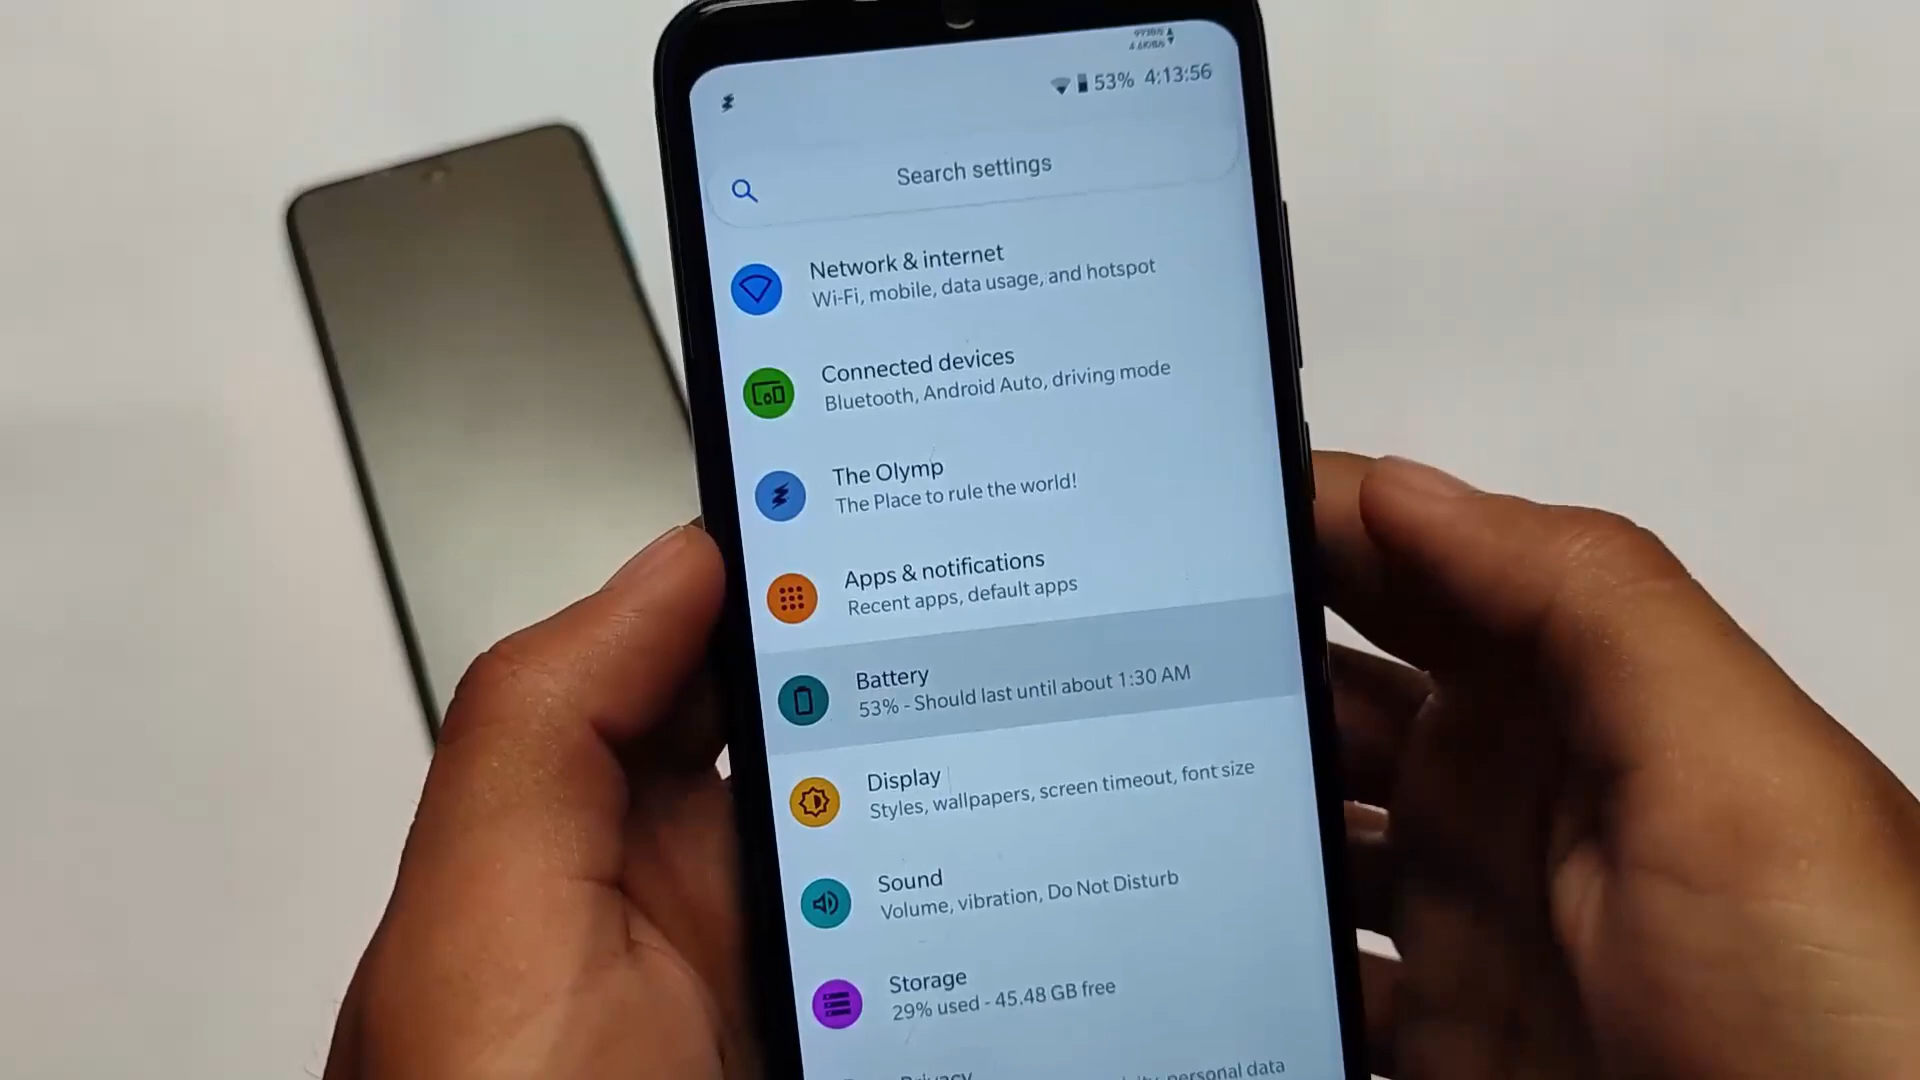 53% 4:13:56
Search settings
Network & internet
Wi-Fi, mobile, data usage, and hotspot
Connected devices
Bluetooth, Android Auto, driving mode
The Olymp
The Place to rule the world!
Apps & notifications
Recent apps, default apps
Battery
53% - Should last until about 1:30 AM
Display
Styles, wallpapers, screen timeout, font size
Sound
Volume, vibration, Do Not Disturb
Storage
29% used - 45.48 GB free
Privacy
personal data